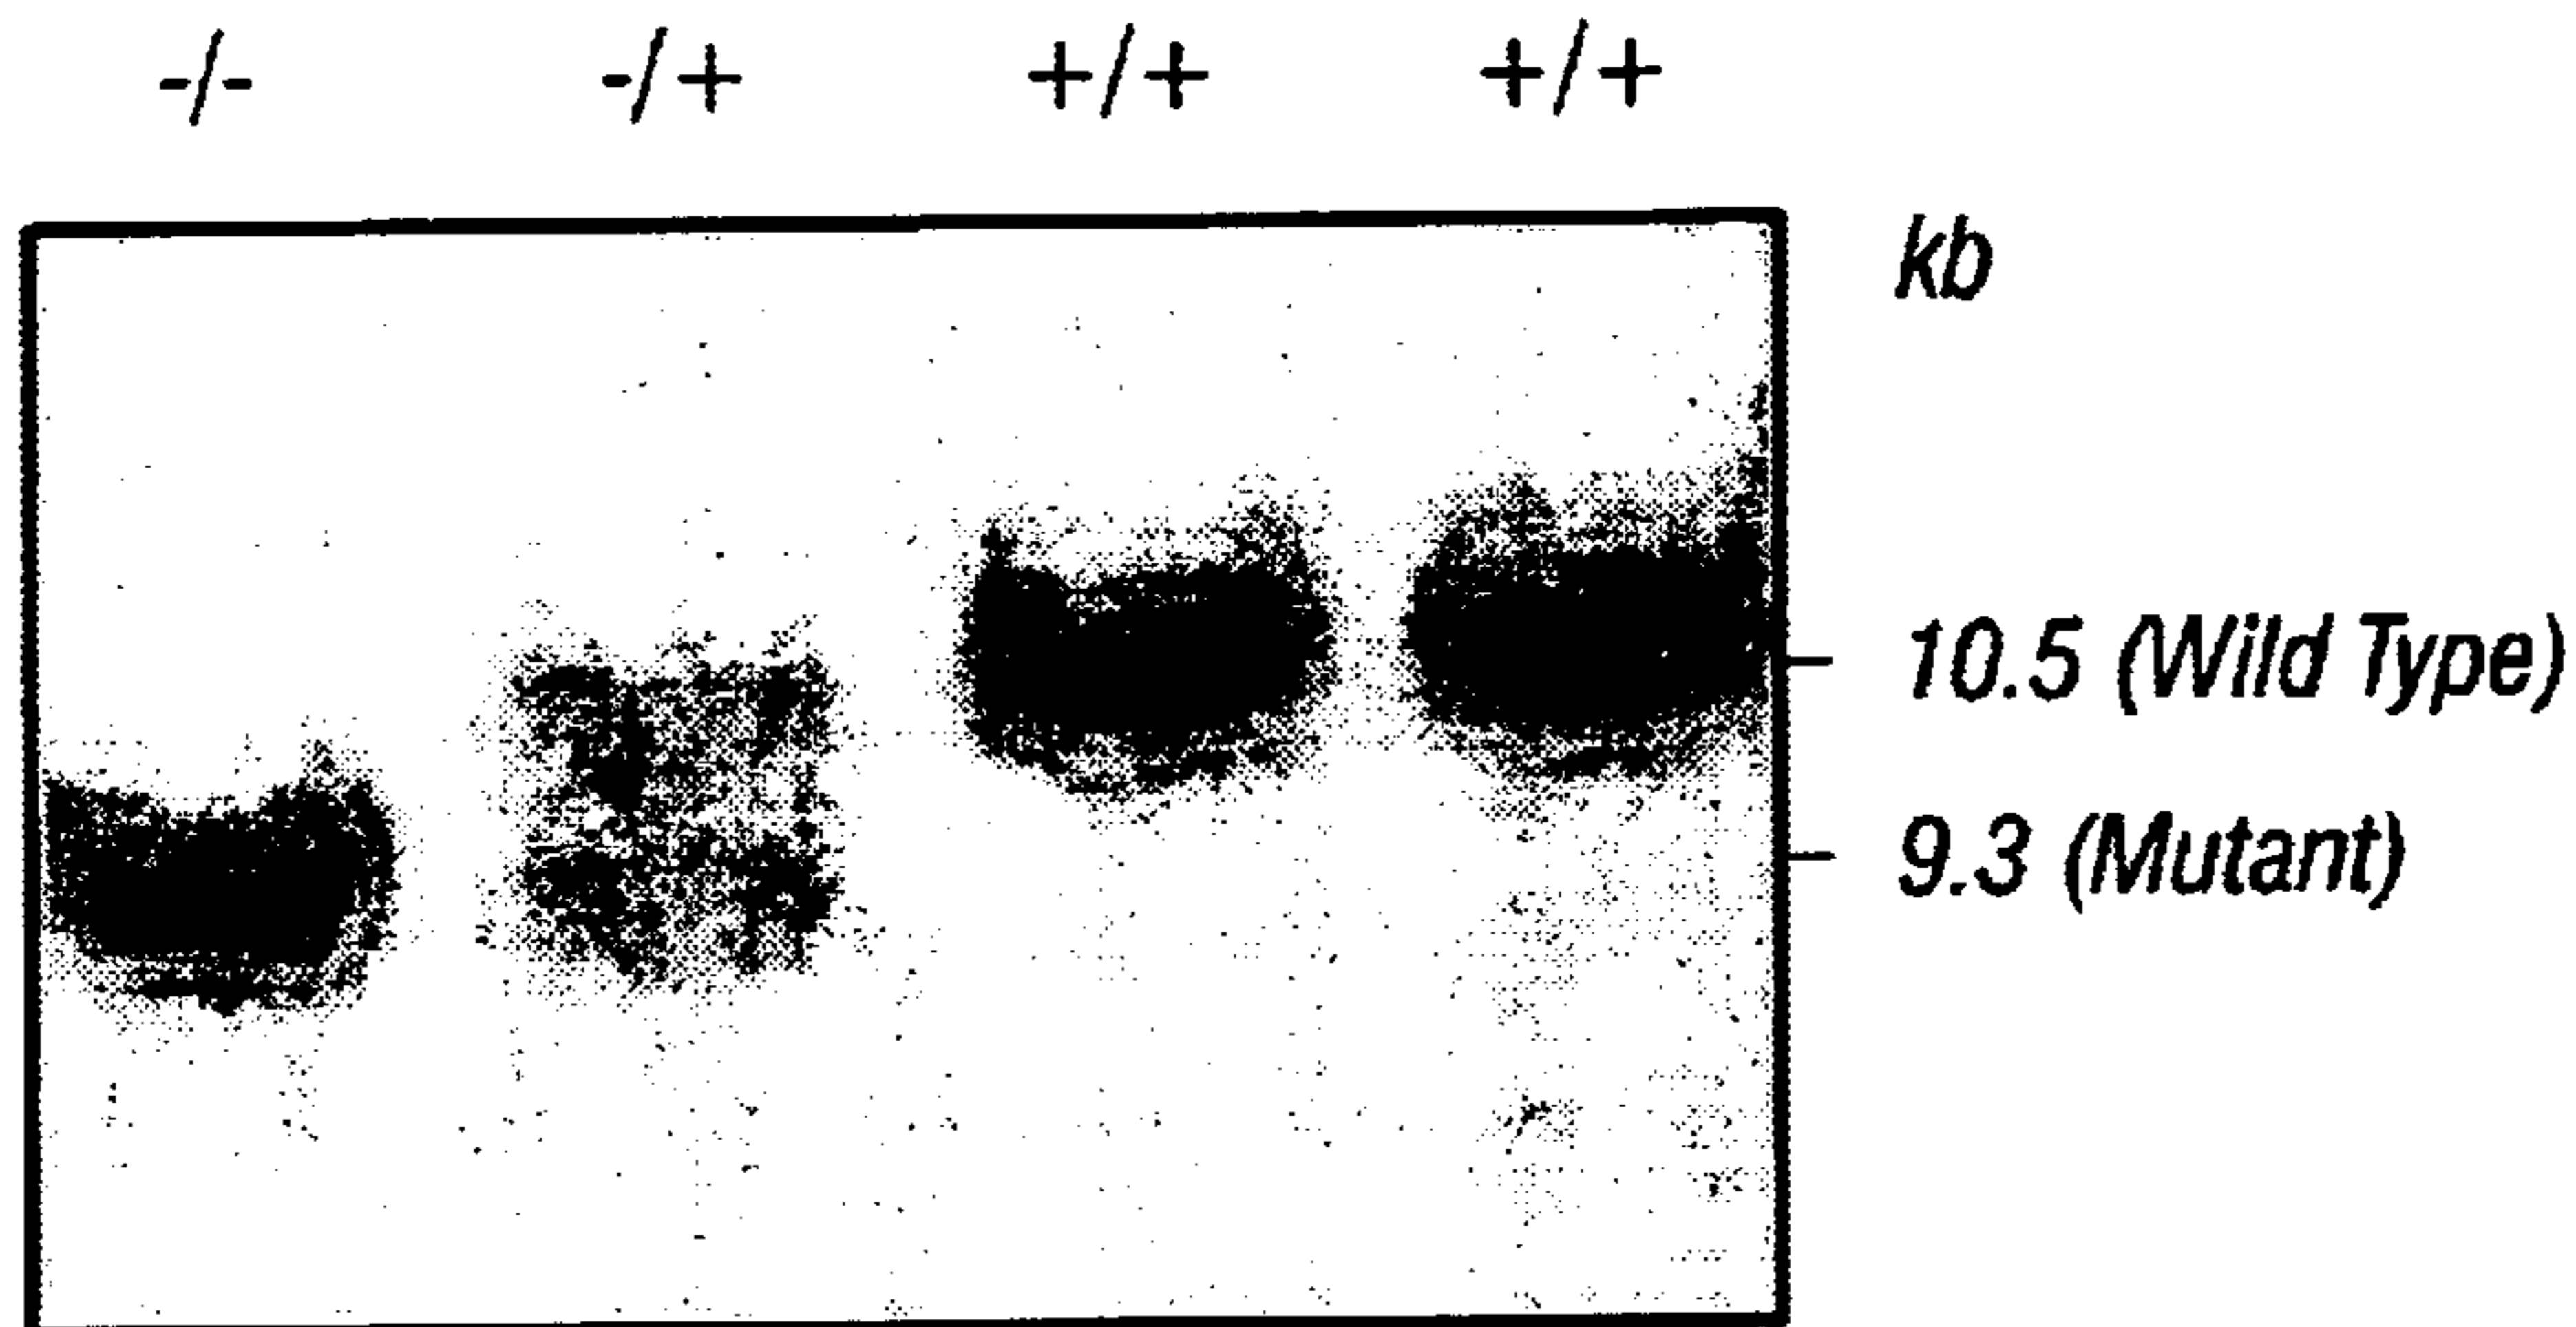 -/- -/+ +/+ +/+
kb
10.5 (Wild Type)
9.3 (Mutant)